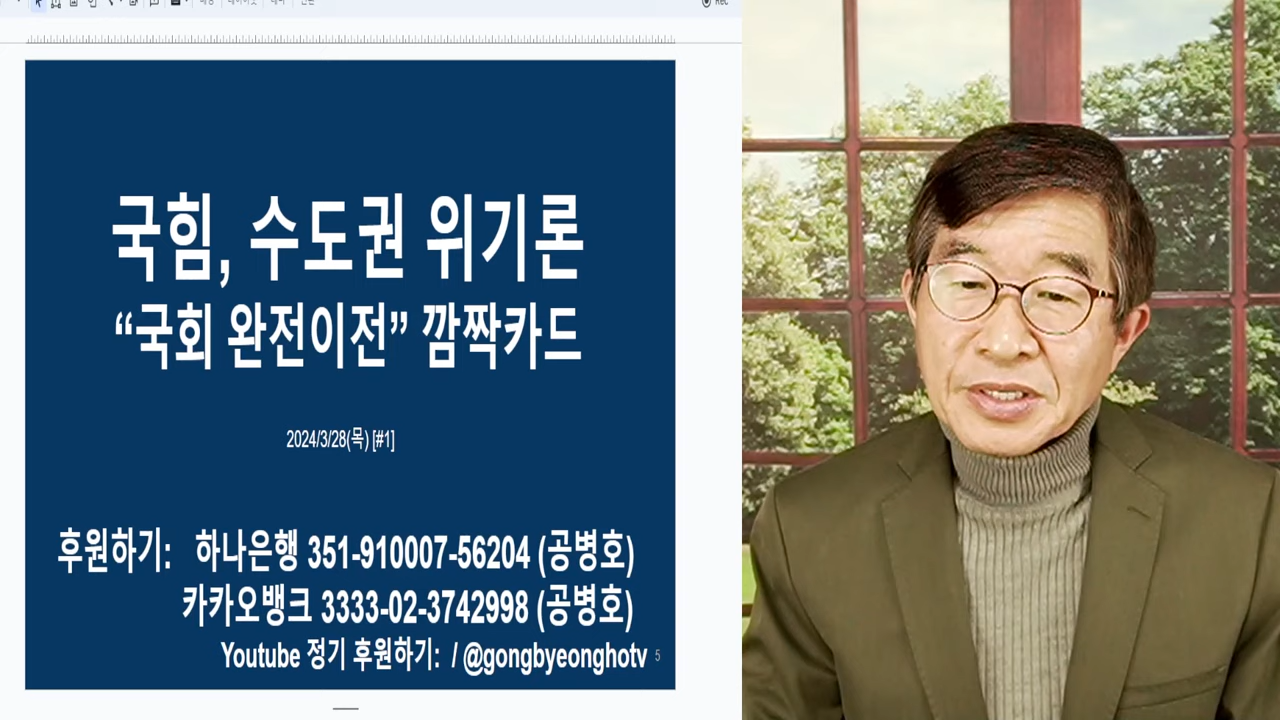 Rec
국힘, 수도권 위기론
“국회 완전이전” 깜짝카드
2024/3/28(목) [#1]
후원하기: 하나은행 351-910007-56204 (공병호)
카카오뱅크 3333-02-3742998 (공병호)
Youtube 정기 후원하기: / @gongbyeonghotv 5